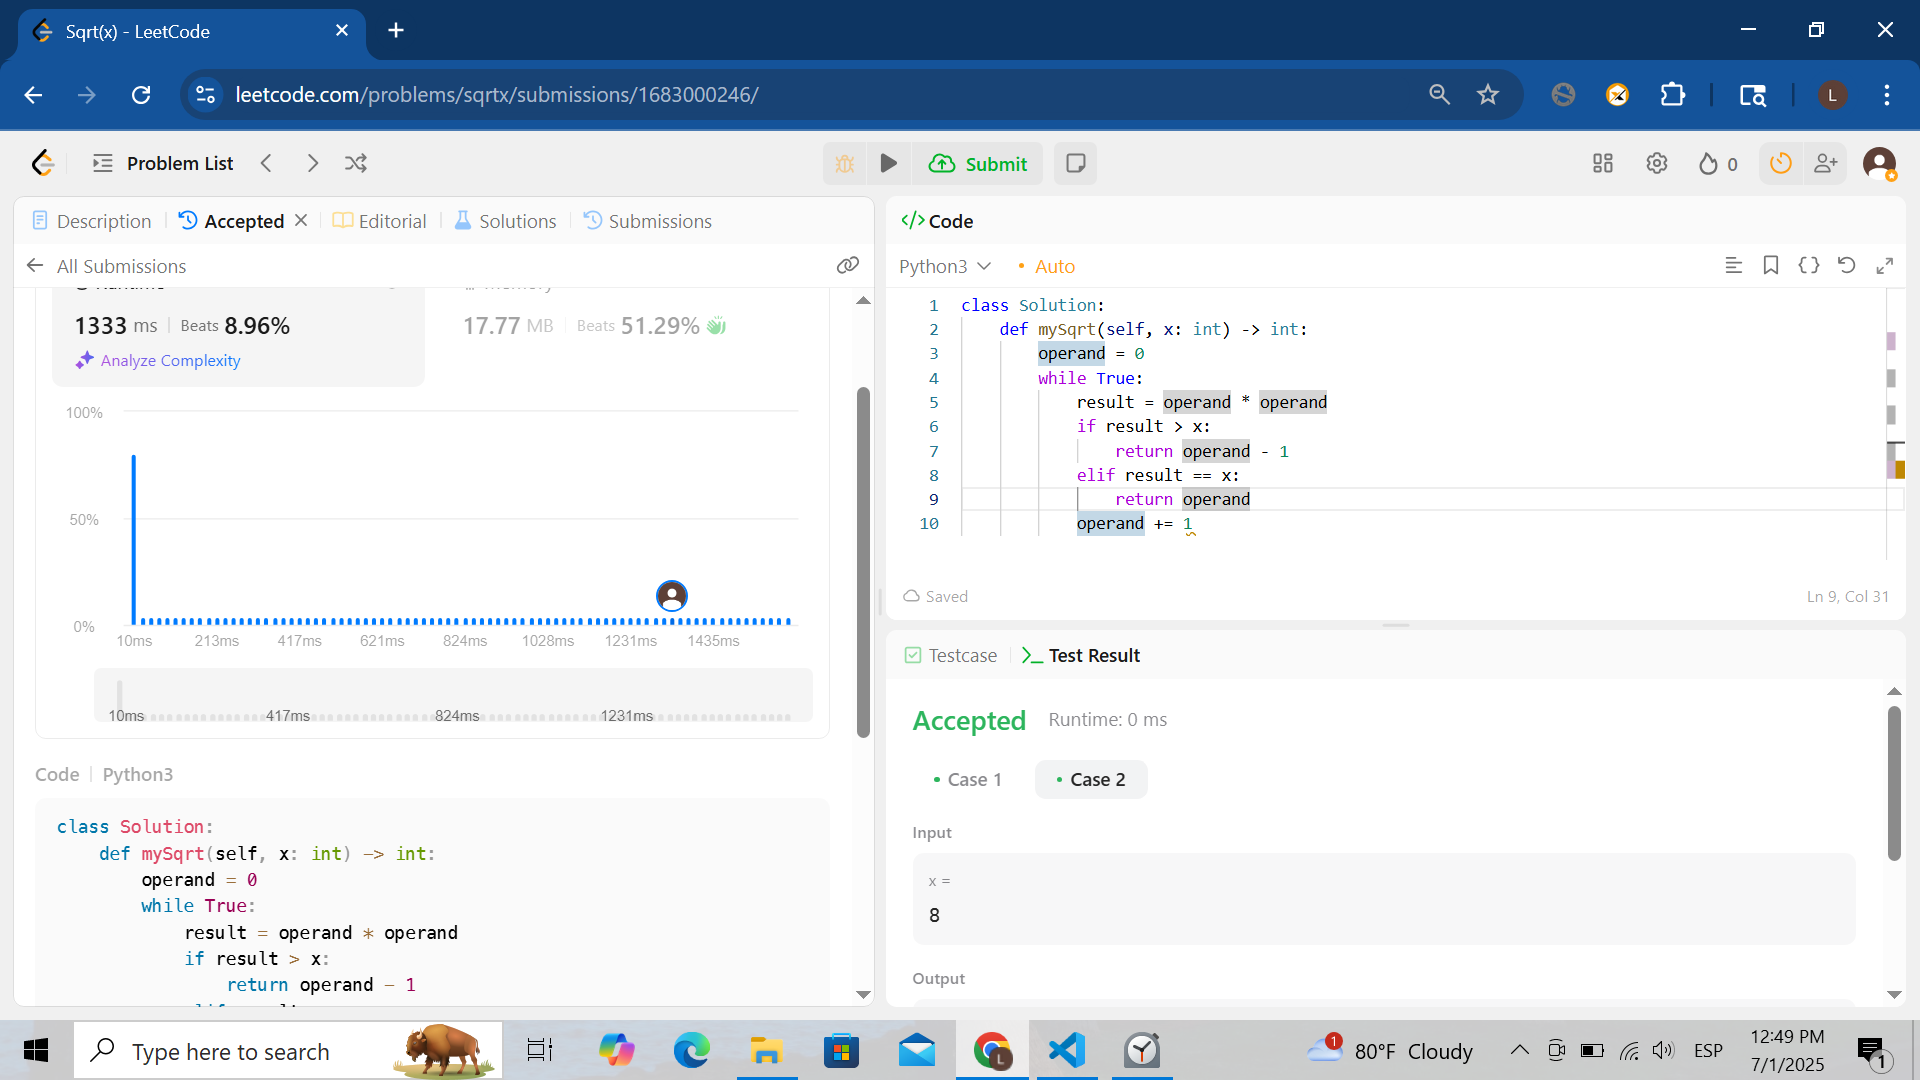 Sqrt(x) - LeetCode
leetcode.com/problems/sqrtx/submissions/1683000246/
L
Problem List
Submit
0
Description
Accepted
Editorial
Solutions
Submissions
All Submissions
Runtime
Memory
1333 ms
Beats 8.96%
17.77 MB
Beats 51.29%
Analyze Complexity
100%
50%
0%
10ms 213ms 417ms 621ms 824ms 1028ms 1231ms 1435ms
10ms 417ms 824ms 1231ms
Code | Python3
class Solution:
def mySqrt(self, x: int) -> int:
operand = 0
while True:
result = operand * operand
if result > x:
return operand - 1
</> Code
Python3
Auto
1 class Solution:
2 def mySqrt(self, x: int) -> int:
3 operand = 0
4 while True:
5 result = operand * operand
6 if result > x:
7 return operand - 1
8 elif result == x:
9 return operand
10 operand += 1
Saved
Ln 9, Col 31
Testcase
Test Result
Accepted
Runtime: 0 ms
Case 1
Case 2
Input
x =
8
Output
Type here to search
L
1
80°F Cloudy
ESP
12:49 PM
7/1/2025
1